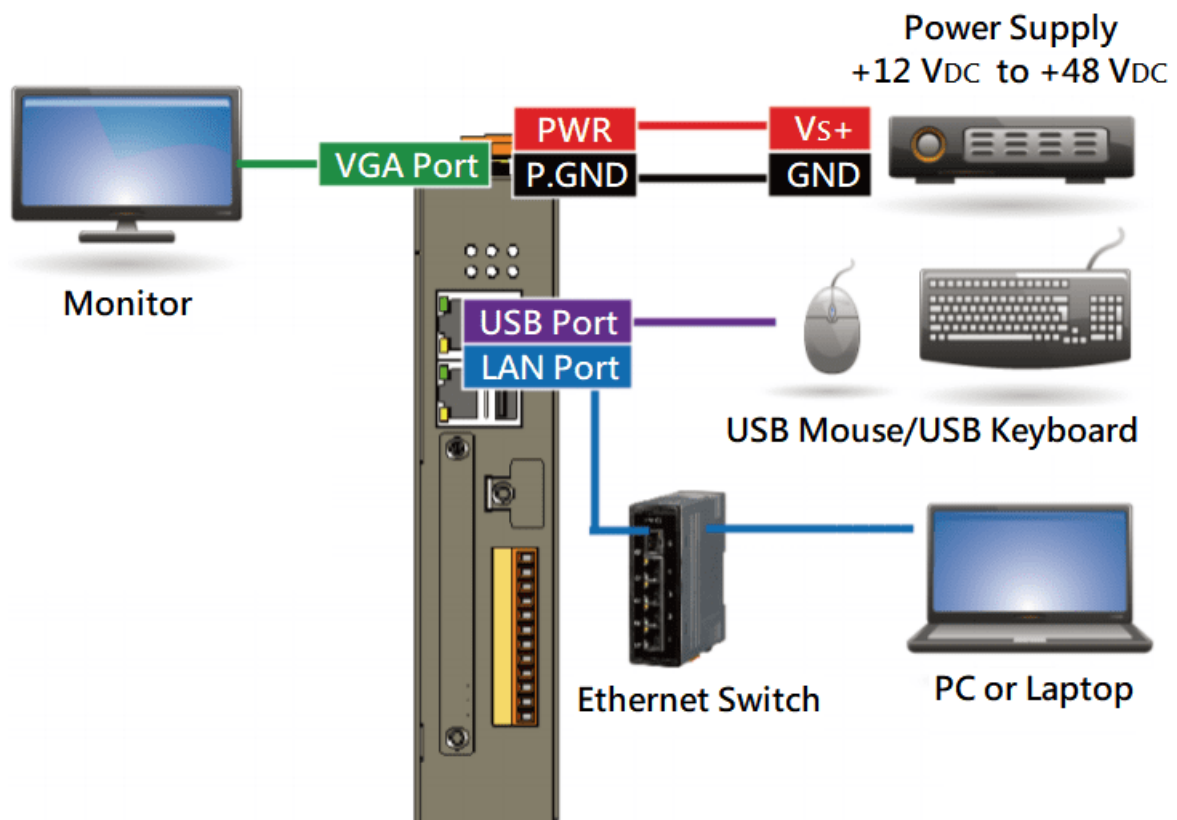 Power Supply
+12 VDC to +48 VDC
PWR
VS+
VGA Port
P.GND
GND
Monitor
USB Port
LAN Port
USB Mouse/USB Keyboard
Ethernet Switch
PC or Laptop